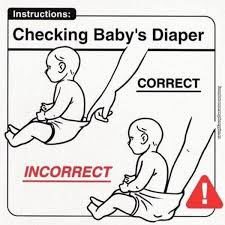 Instructions:
Checking Baby's Diaper
CORRECT
INCORRECT
!